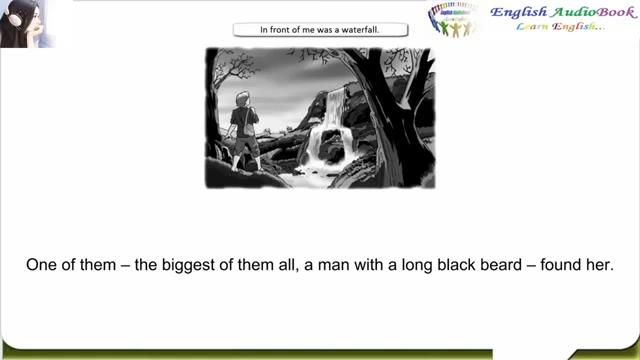 In front of me was a waterfall.
English AudioBook
Learn English...
One of them – the biggest of them all, a man with a long black beard – found her.